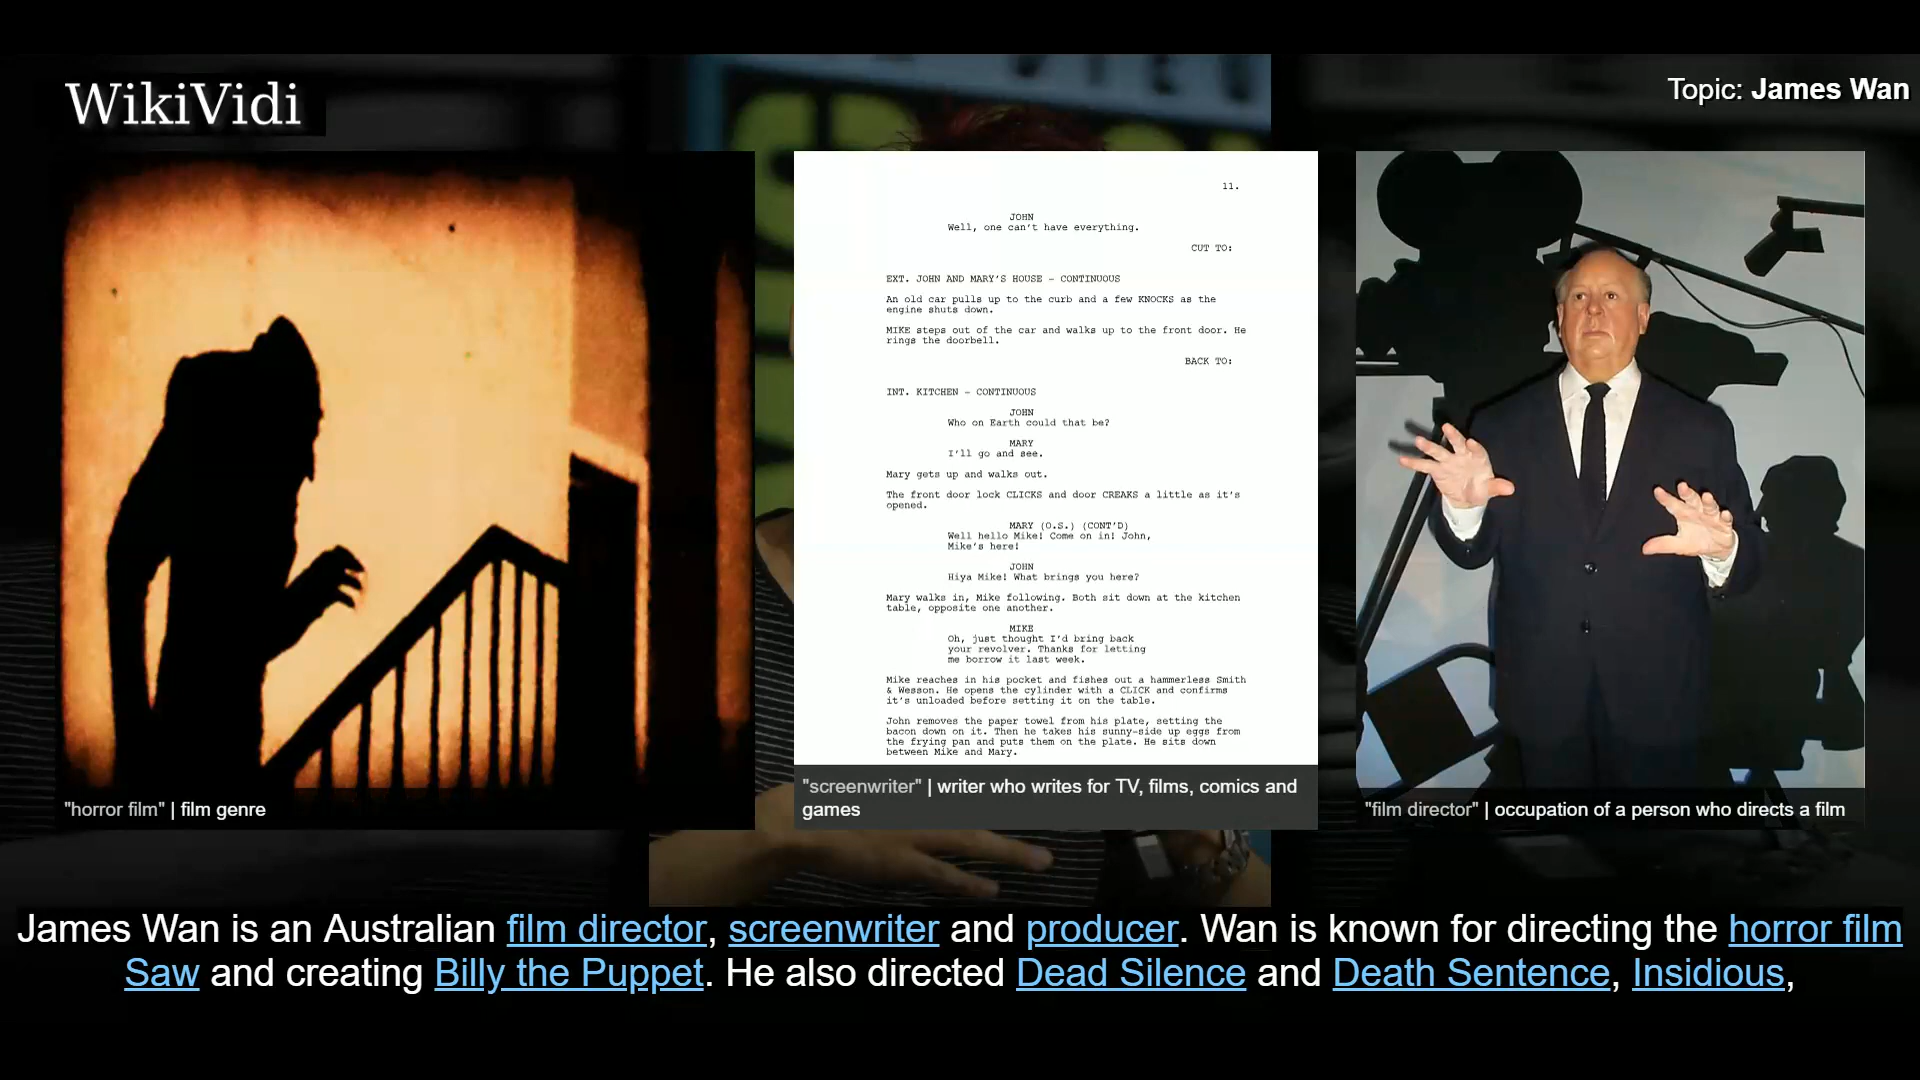 WikiVidi
Topic: James Wan
11.
JOHN
Well, one can't have everything.
CUT TO:
EXT. JOHN AND MARY'S HOUSE - CONTINUOUS
An old car pulls up to the curb and a few KNOCKS as the
engine shuts down.
MIKE steps out of the car and walks up to the front door. He
rings the doorbell.
BACK TO:
INT. KITCHEN - CONTINUOUS
JOHN
Who on Earth could that be?
MARY
I'll go and see.
Mary gets up and walks out.
The front door lock CLICKS and door CREAKS a little as it's
opened.
MARY (O.S.) (CONT'D)
Well hello Mike! Come on in! John,
Mike's here!
JOHN
Hiya Mike! What brings you here?
Mary walks in, Mike following. Both sit down at the kitchen
table, opposite one another.
MIKE
Oh, just thought I'd bring back
your revolver. Thanks for letting
me borrow it last week.
Mike reaches in his pocket and fishes out a hammerless Smith
& Wesson. He opens the cylinder with a CLICK and confirms
it's unloaded before setting it on the table.
John removes the paper towel from his plate, setting the
bacon down on it. Then he takes his sunny-side up eggs from
the frying pan and puts them on the plate. He sits down
between Mike and Mary.
"horror film" | film genre
"screenwriter" | writer who writes for TV, films, comics and
games
"film director" | occupation of a person who directs a film
James Wan is an Australian film director, screenwriter and producer. Wan is known for directing the horror film
Saw and creating Billy the Puppet. He also directed Dead Silence and Death Sentence, Insidious,